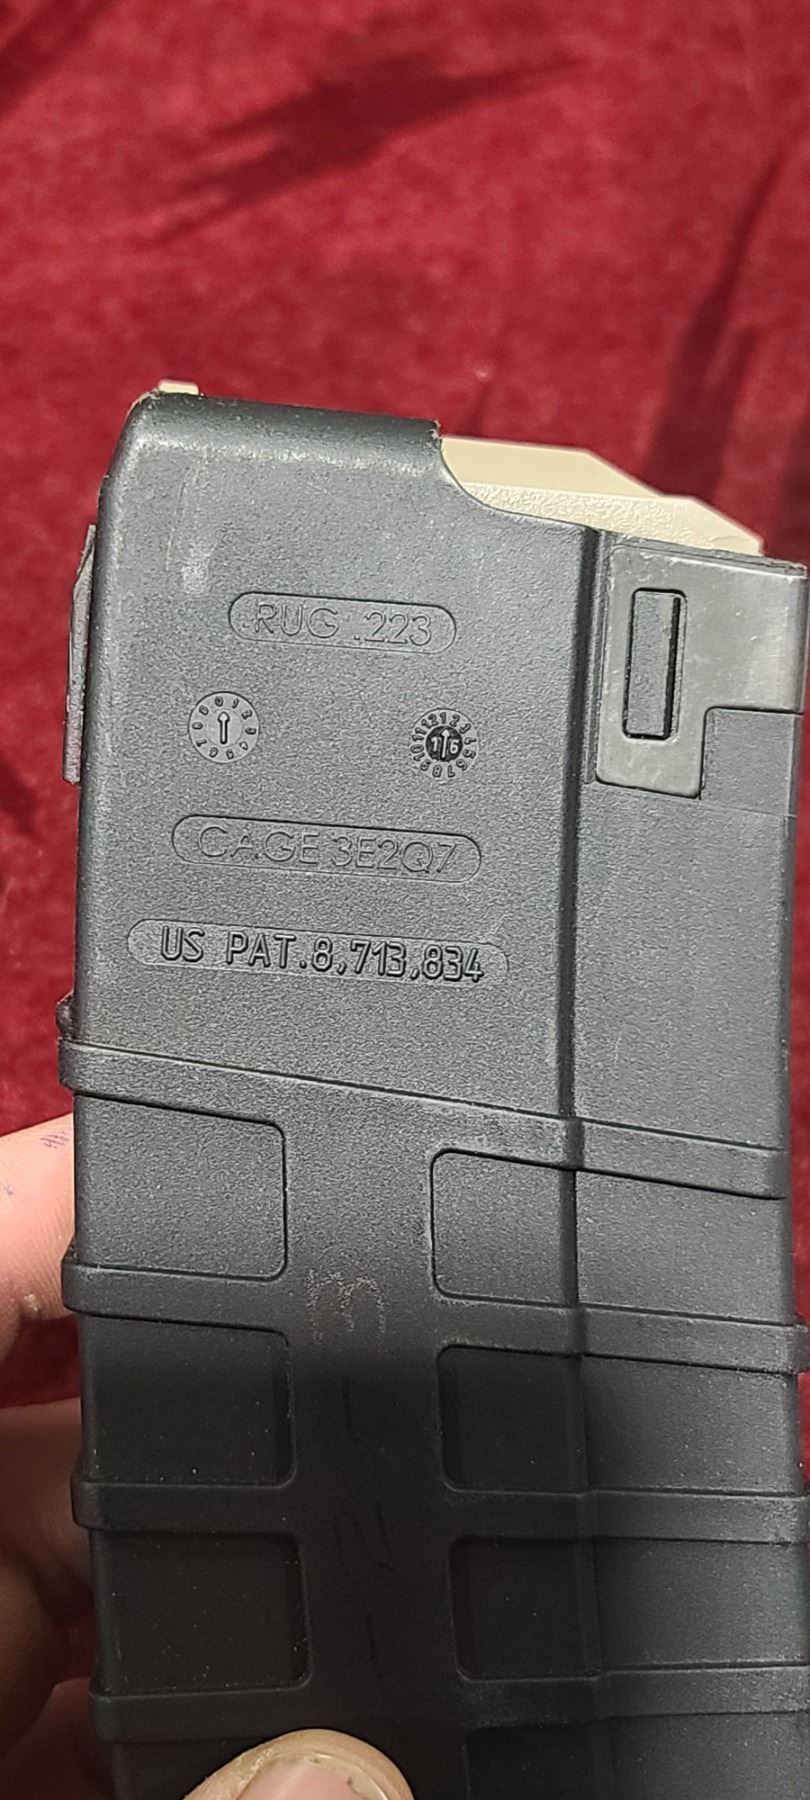 RUG .223
CAGE 3E2Q7
US PAT.8,713,834